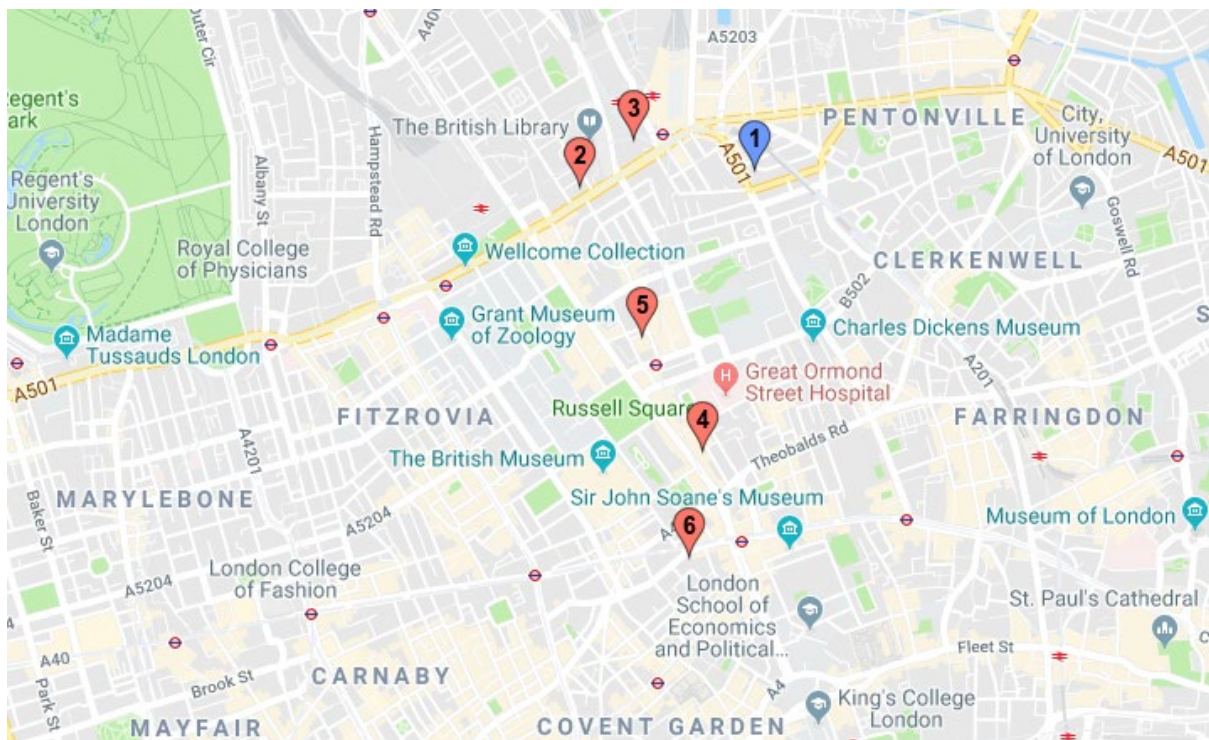 Outer Cir
A400
A5203
Regent's
ark
Albany St
Hampstead Rd
The British Library
3
2
1
A501
PENTONVILLE
City,
University
of London
A501
Goswell Rd
Regent's
University
London
Royal College
of Physicians
Wellcome Collection
CLERKENWELL
B502
5
Grant Museum
of Zoology
Charles Dickens Museum
Madame
Tussauds London
A501
A201
Great Ormond
Street Hospital
FITZROVIA
Russell Square
4
FARRINGDON
Theobalds Rd
A4201
The British Museum
MARYLEBONE
Baker St
A5204
Sir John Soane's Museum
6
Museum of London
A5204
London College
of Fashion
London
School of
Economics
and Political...
St. Paul's Cathedral
Fleet St
A40
Brook St
CARNABY
A4
Park St
King's College
London
MAYFAIR
COVENT GARDEN